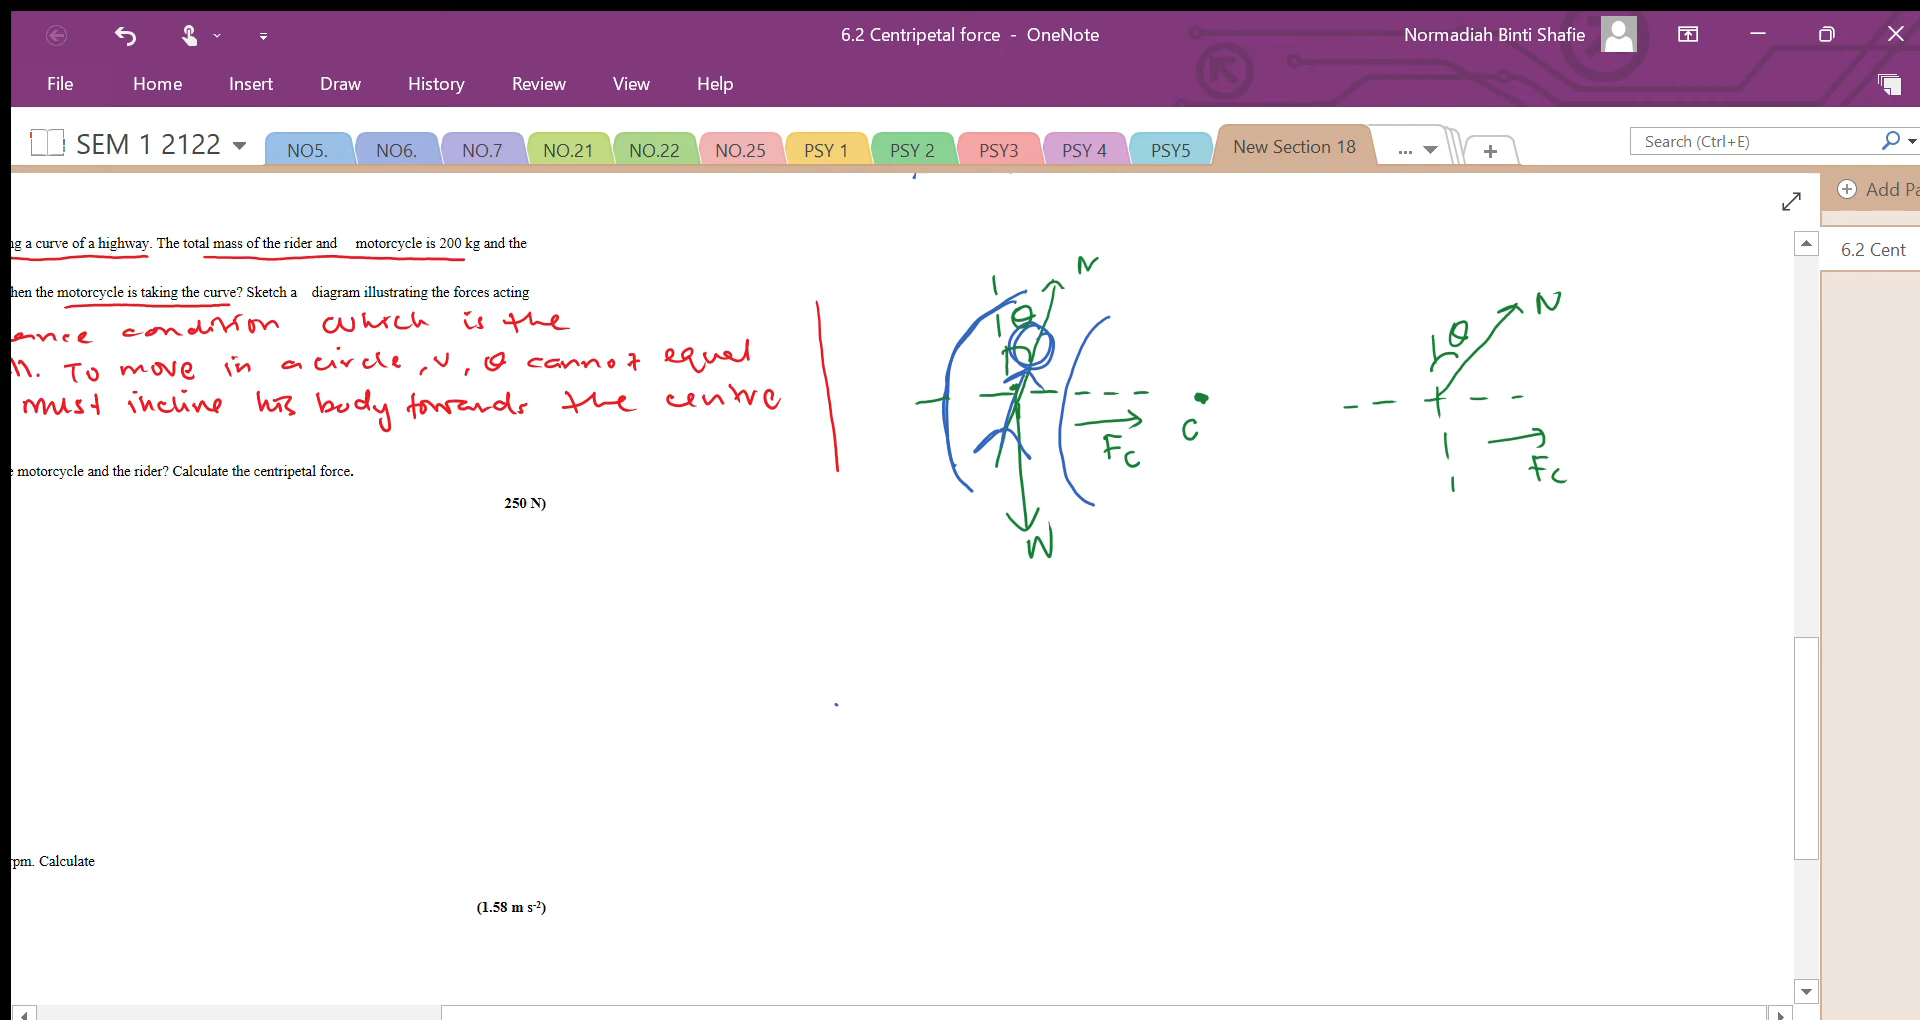 6.2 Centripetal force - OneNote
Normadiah Binti Shafie
File Home Insert Draw History Review View Help
SEM 1 2122
NO5. NO6. NO.7 NO.21 NO.22 NO.25 PSY 1 PSY 2 PSY3 PSY 4 PSY5 New Section 18 ...
Search (Ctrl+E)
Add Pa
6.2 Cent
ng a curve of a highway. The total mass of the rider and motorcycle is 200 kg and the
hen the motorcycle is taking the curve? Sketch a diagram illustrating the forces acting
ance condition which is the
To move in a circle, v, θ cannot equal
must incline his body towards the centre
motorcycle and the rider? Calculate the centripetal force.
250 N)
N
θ
Fc
C
W
N
θ
Fc
rpm. Calculate
(1.58 m s-2)